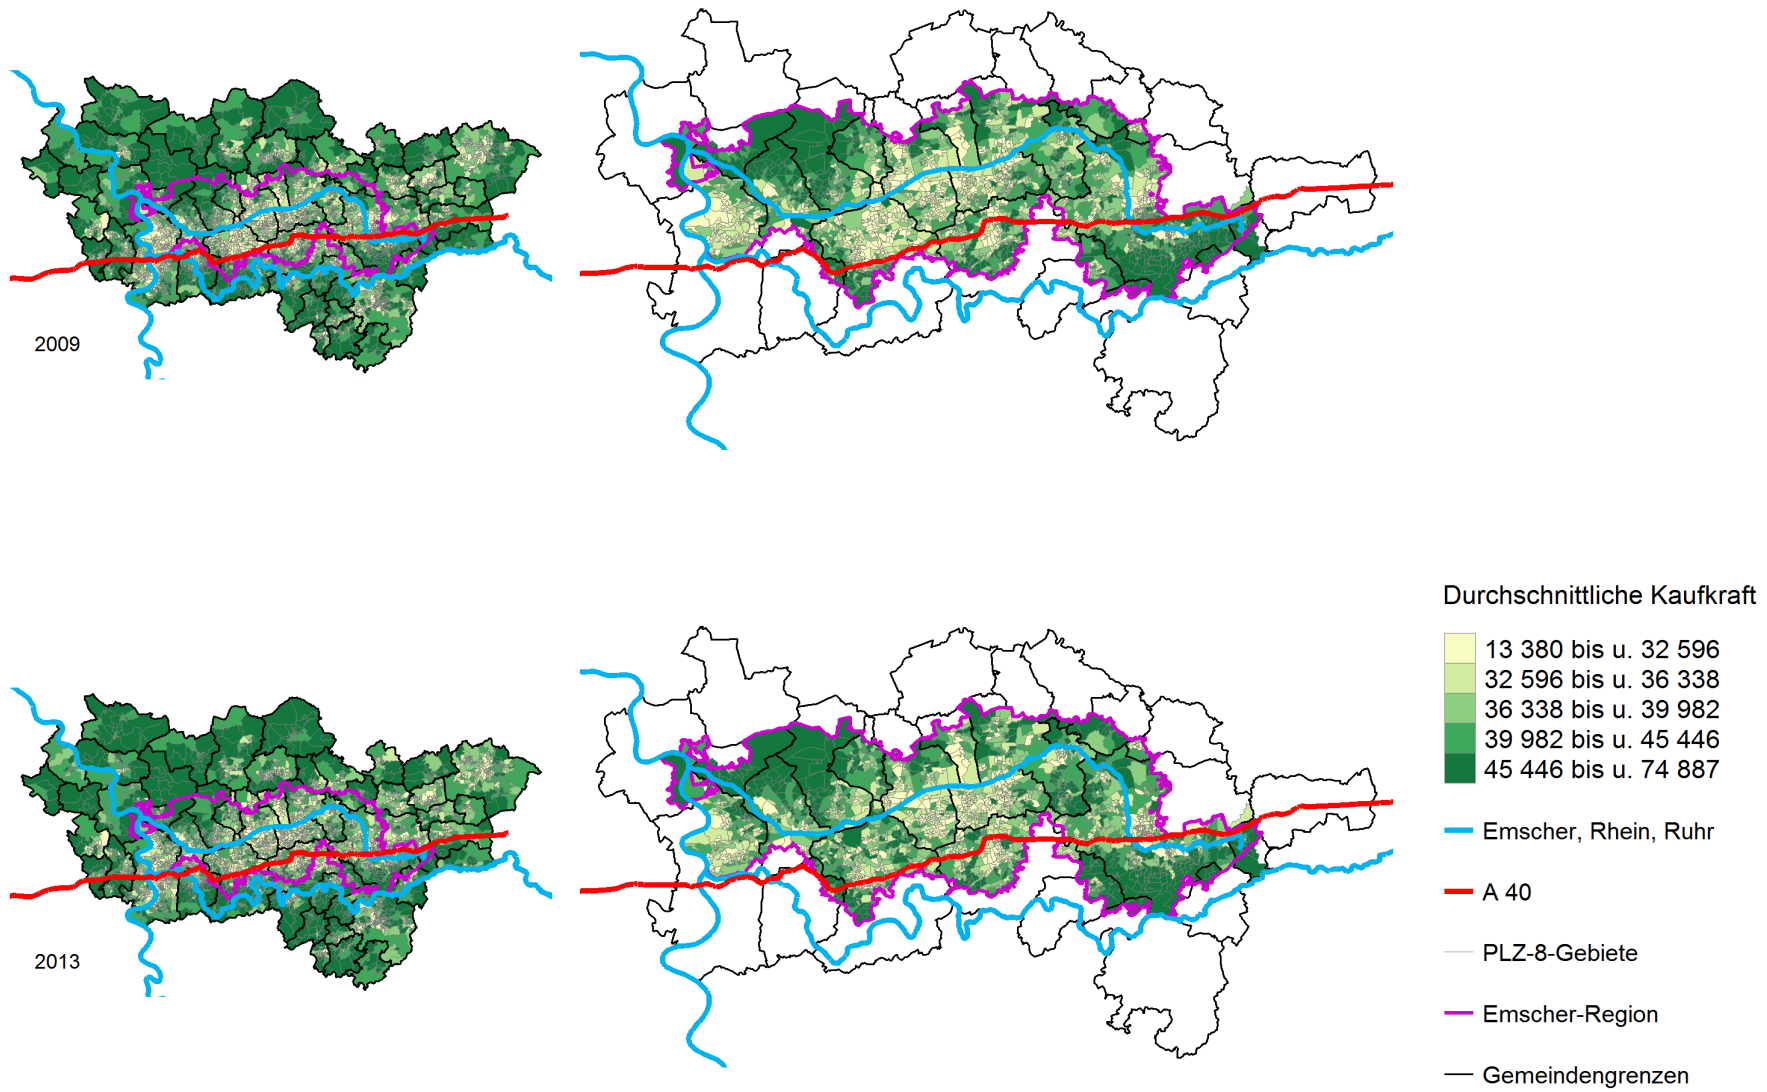 2009
2013
Durchschnittliche Kaufkraft
13 380 bis u. 32 596
32 596 bis u. 36 338
36 338 bis u. 39 982
39 982 bis u. 45 446
45 446 bis u. 74 887
Emscher, Rhein, Ruhr
A 40
PLZ-8-Gebiete
Emscher-Region
Gemeindengrenzen